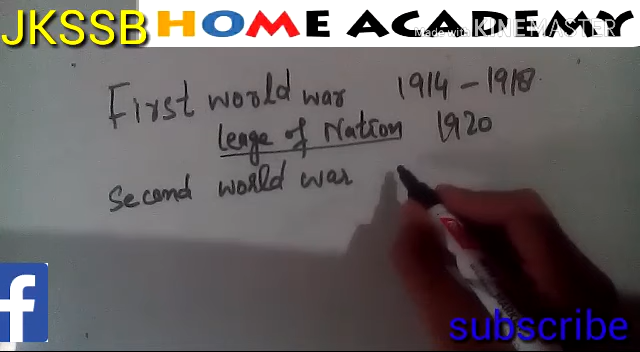 JKSSB HOME ACADEMY
Made with KINEMASTER
First world war 1914 - 1918
Leage of Nation 1920
Second world war
f
subscribe